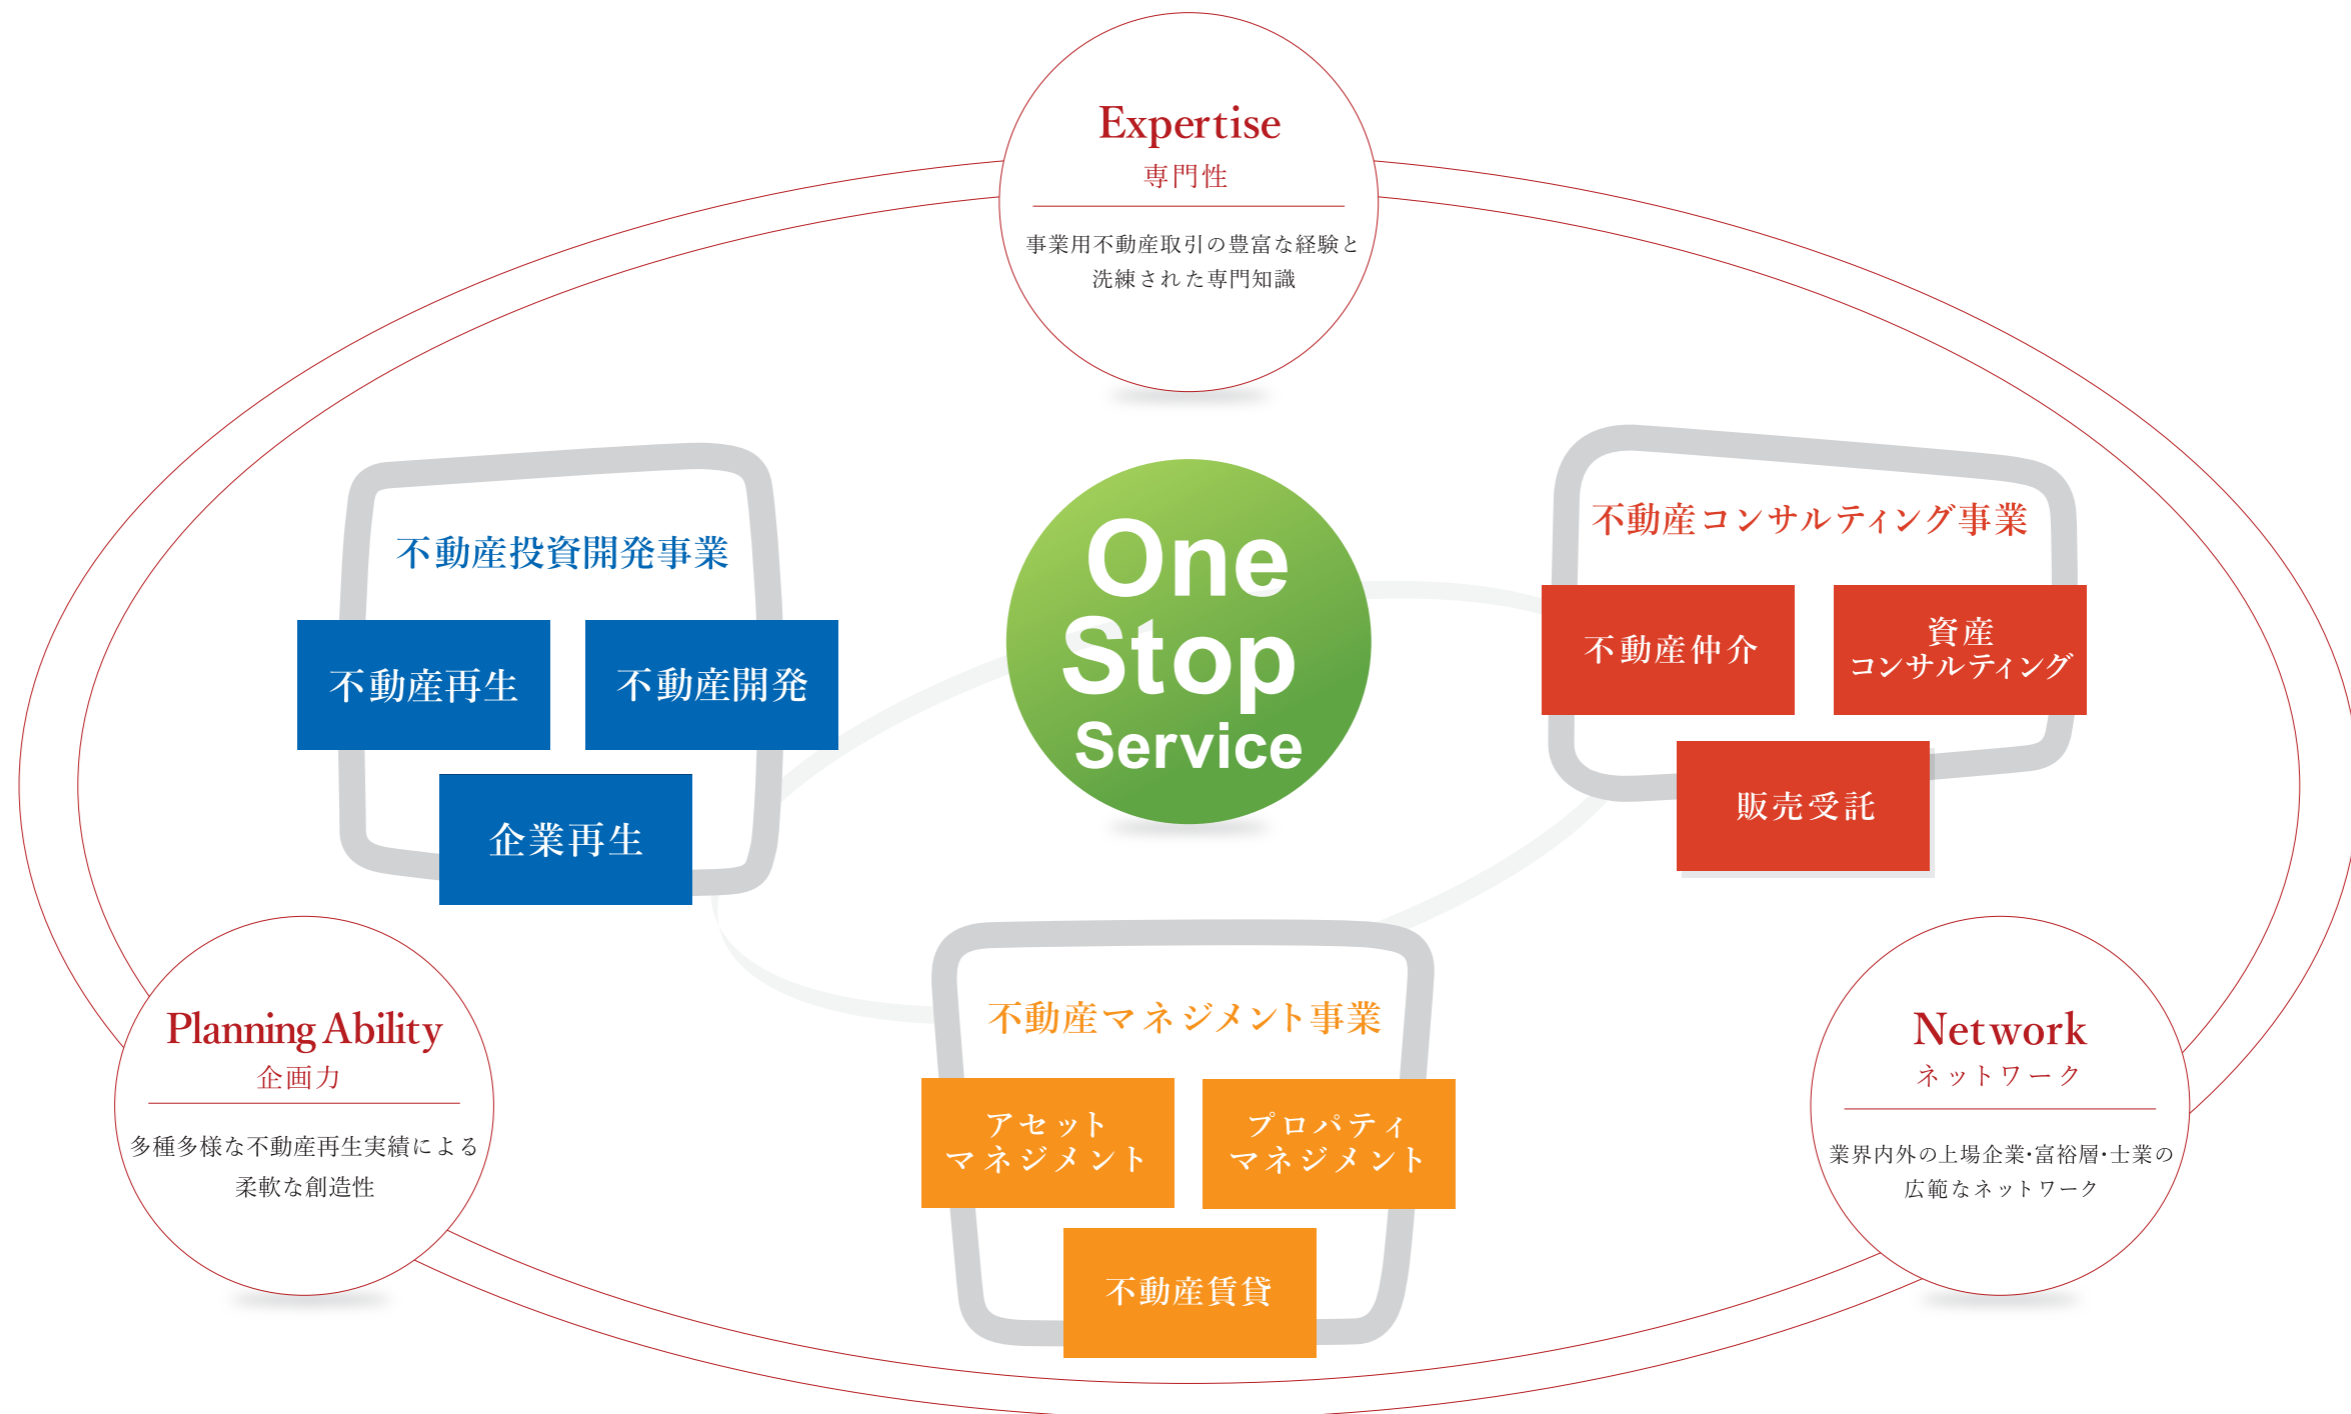 Expertise
専門性
事業用不動産取引の豊富な経験と
洗練された専門知識
不動産投資開発事業
不動産再生
不動産開発
企業再生
One
Stop
Service
不動産コンサルティング事業
不動産仲介
資産
コンサルティング
販売受託
Planning Ability
企画力
多種多様な不動産再生実績による
柔軟な創造性
不動産マネジメント事業
アセット
マネジメント
プロパティ
マネジメント
不動産賃貸
Network
ネットワーク
業界内外の上場企業・富裕層・士業の
広範なネットワーク